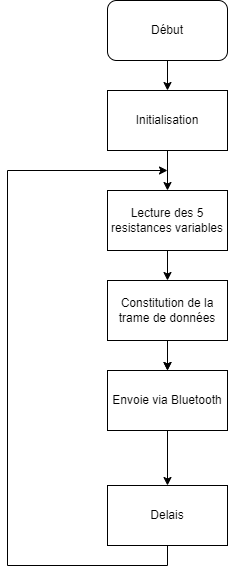 Début
Initialisation
Lecture des 5
resistances variables
Constitution de la
trame de données
Envoie via Bluetooth
Delais